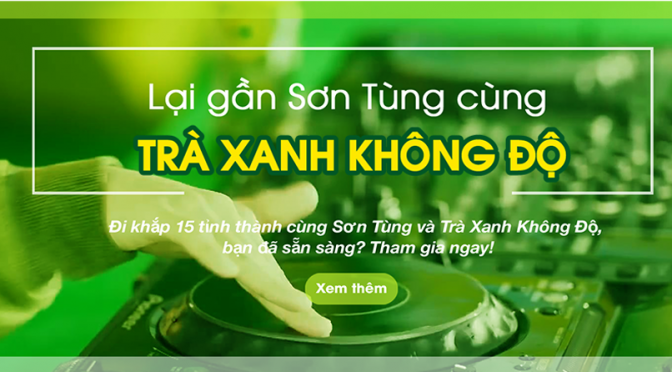 Lại gần Sơn Tùng cùng
TRÀ XANH KHÔNG ĐỘ
Đi khắp 15 tỉnh thành cùng Sơn Tùng và Trà Xanh Không Độ,
bạn đã sẵn sàng? Tham gia ngay!
Xem thêm
Pioneer